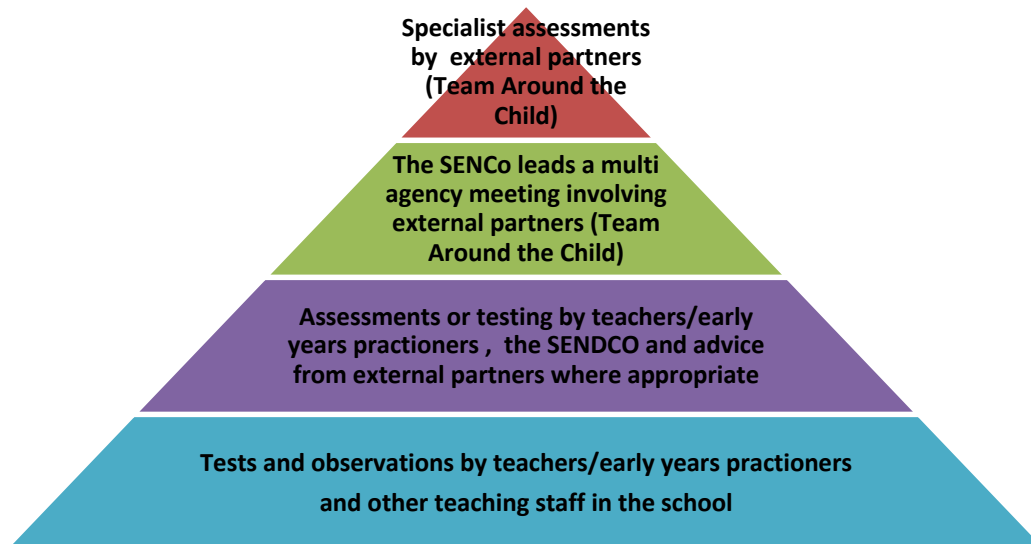 Specialist assessments
by external partners
(Team Around the
Child)
The SENCo leads a multi
agency meeting involving
external partners (Team
Around the Child)
Assessments or testing by teachers/early
years practioners , the SENDCO and advice
from external partners where appropriate
Tests and observations by teachers/early years practioners
and other teaching staff in the school